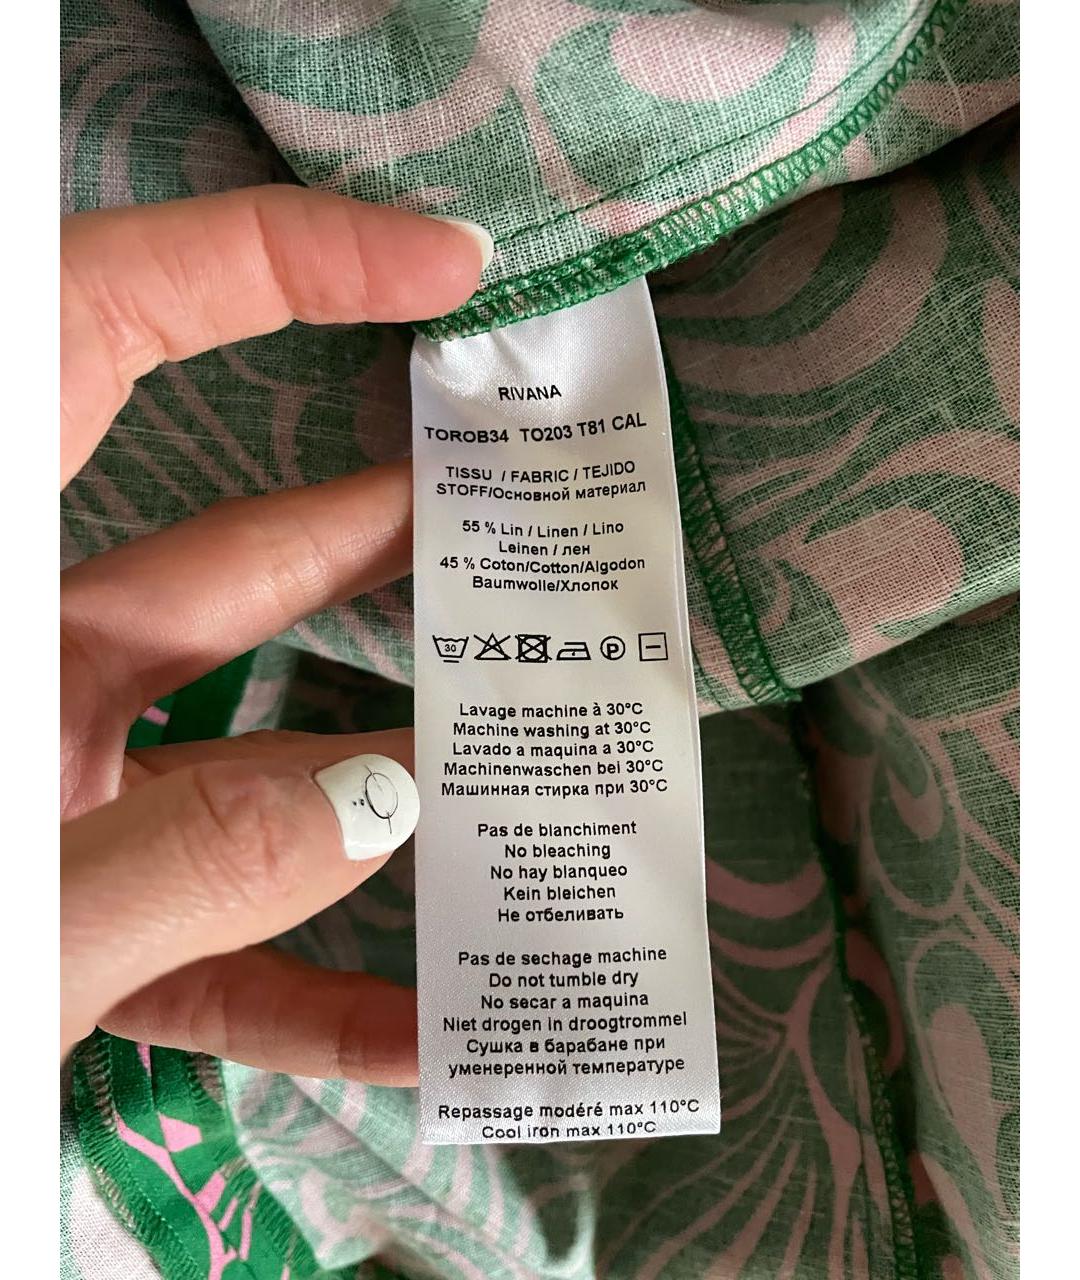 RIVANA
TOROB34 TO203 T81 CAL
TISSU / FABRIC / TEJIDO
STOFF/Основной материал
55 % Lin / Linen / Lino
Leinen / лен
45 % Coton/Cotton/Algodon
Baumwolle/Хлопок
30 P
Lavage machine à 30°C
Machine washing at 30°C
Lavado a maquina a 30°C
Machinenwaschen bei 30°C
Машинная стирка при 30°C
Pas de blanchiment
No bleaching
No hay blanqueo
Kein bleichen
Не отбеливать
Pas de sechage machine
Do not tumble dry
No secar a maquina
Niet drogen in droogtrommel
Сушка в барабане при
умененной температуре
Repassage modéré max 110°C
Cool iron max 110°C